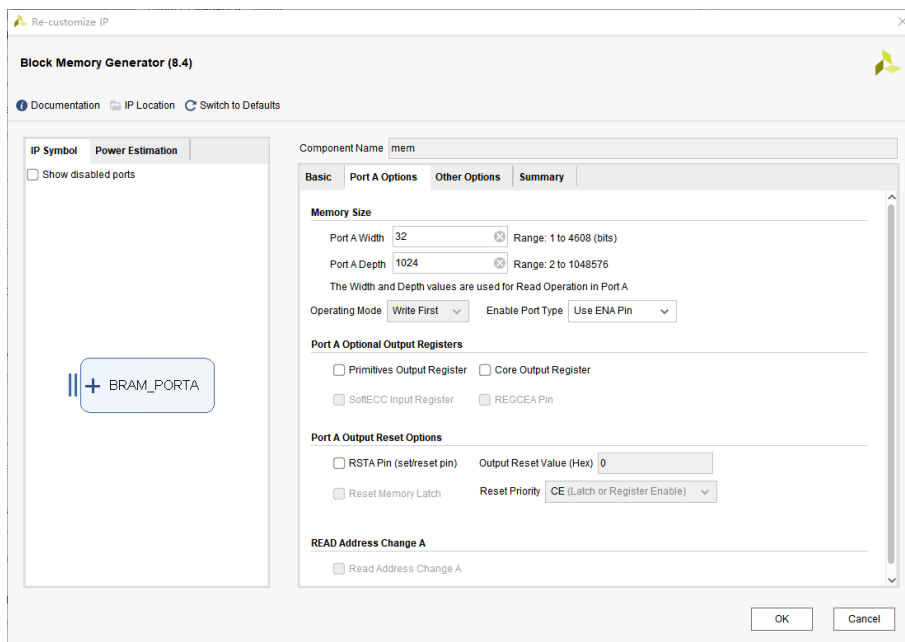 Re-customize IP
Block Memory Generator (8.4)
Documentation IP Location Switch to Defaults
IP Symbol Power Estimation
Show disabled ports
BRAM_PORTA
Component Name mem
Basic Port A Options Other Options Summary
Memory Size
Port A Width 32 Range: 1 to 4608 (bits)
Port A Depth 1024 Range: 2 to 1048576
The Width and Depth values are used for Read Operation in Port A
Operating Mode Write First Enable Port Type Use ENA Pin
Port A Optional Output Registers
Primitives Output Register Core Output Register
SoftECC Input Register REGCEA Pin
Port A Output Reset Options
RSTA Pin (set/reset pin) Output Reset Value (Hex) 0
Reset Memory Latch Reset Priority CE (Latch or Register Enable)
READ Address Change A
Read Address Change A
OK Cancel